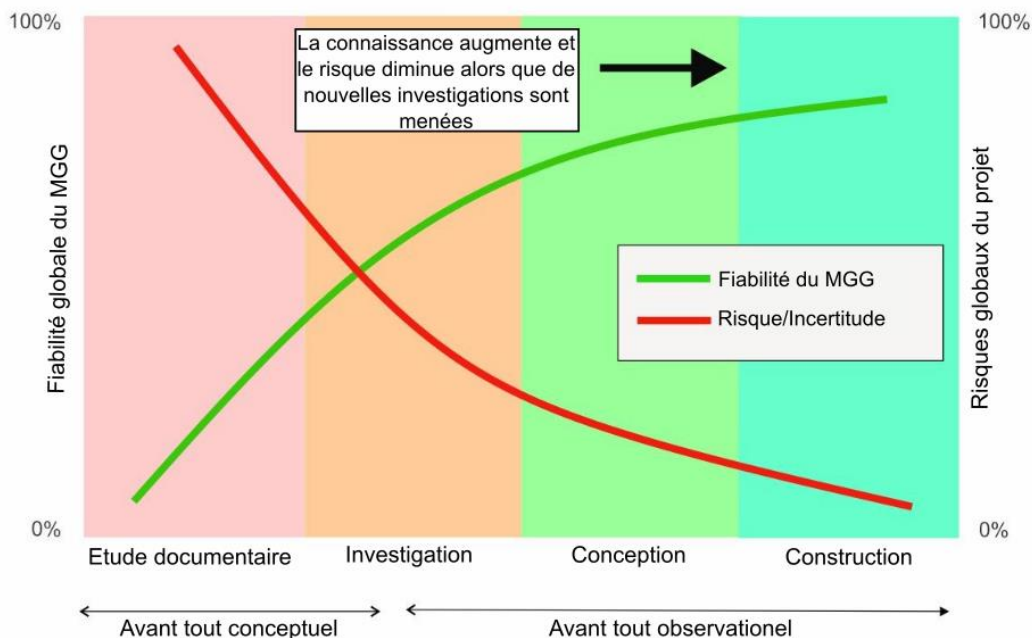 100%
100%
La connaissance augmente et
le risque diminue alors que de
nouvelles investigations sont
menées
Fiabilité globale du MGG
Risques globaux du projet
Fiabilité du MGG
Risque/Incertitude
0%
0%
Etude documentaire
Investigation
Conception
Construction
Avant tout conceptuel
Avant tout observationel